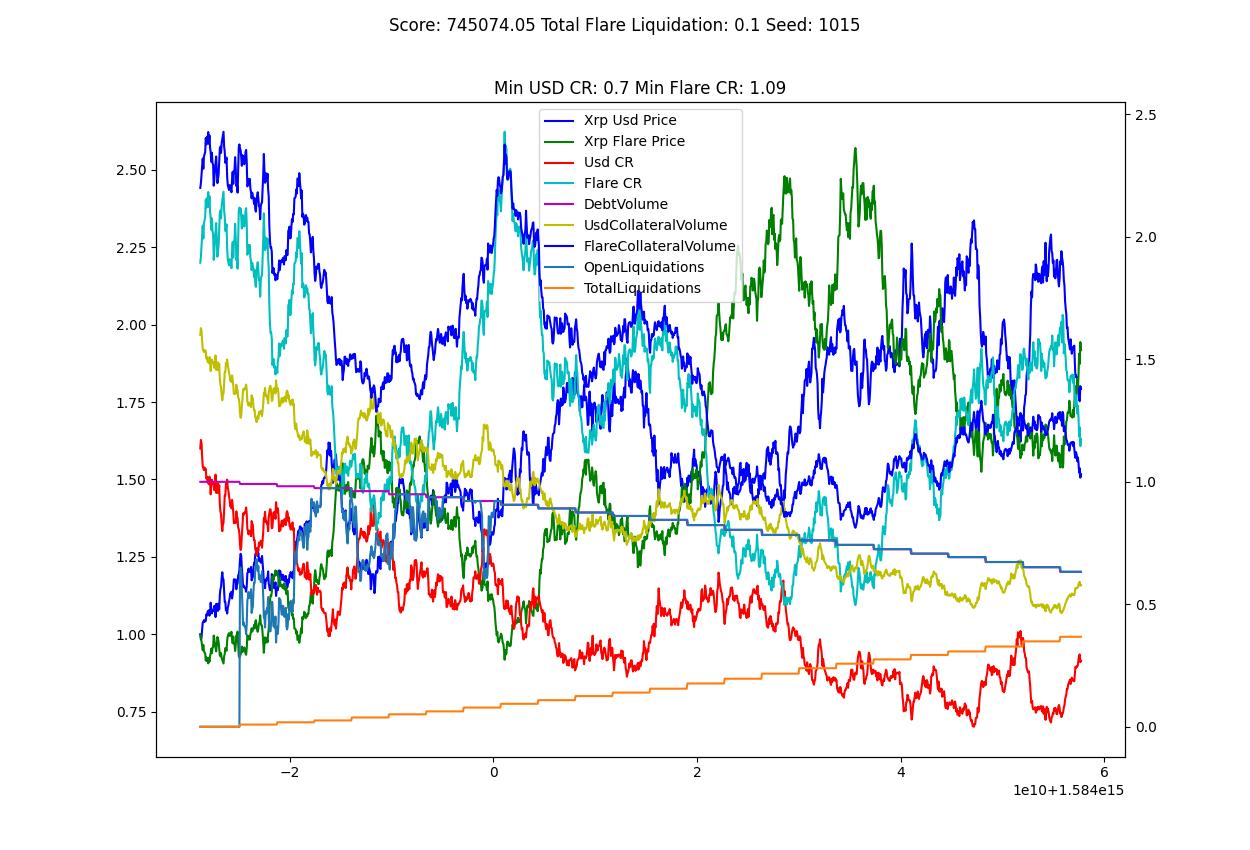 Score: 745074.05 Total Flare Liquidation: 0.1 Seed: 1015
Min USD CR: 0.7 Min Flare CR: 1.09
Xrp Usd Price
Xrp Flare Price
Usd CR
Flare CR
DebtVolume
UsdCollateralVolume
FlareCollateralVolume
OpenLiquidations
TotalLiquidations
2.50
2.25
2.00
1.75
1.50
1.25
1.00
0.75
2.5
2.0
1.5
1.0
0.5
0.0
−2 0 2 4 6
1e10+1.584e15